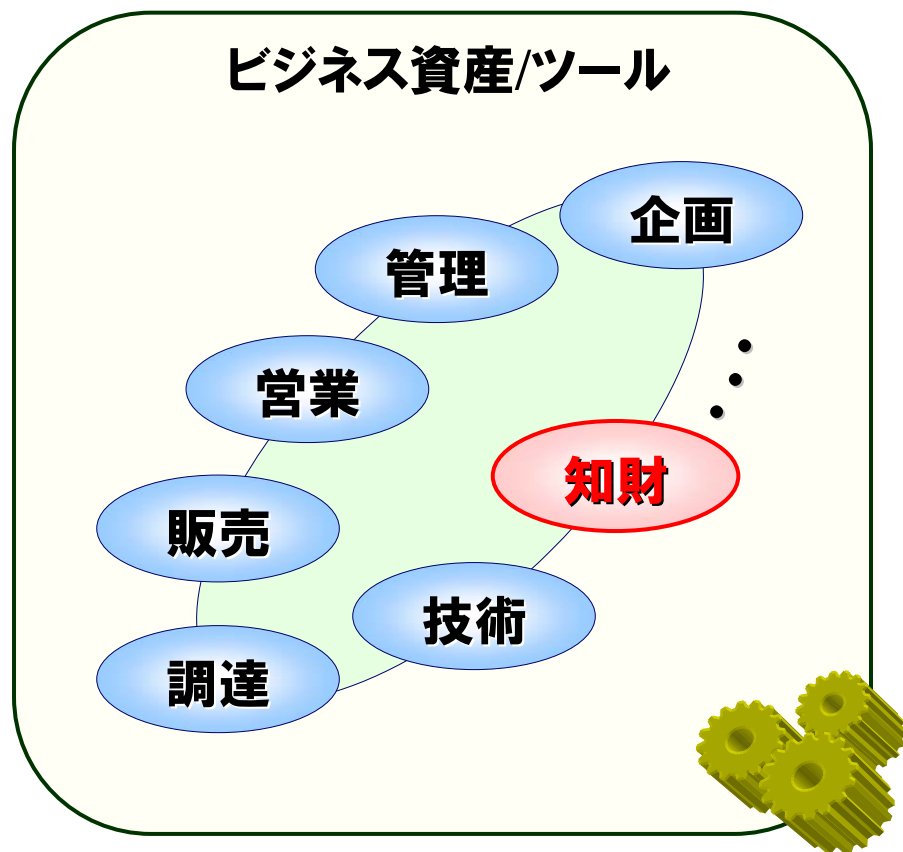 ビジネス資産/ツール
企画
管理
営業
知財
販売
技術
調達